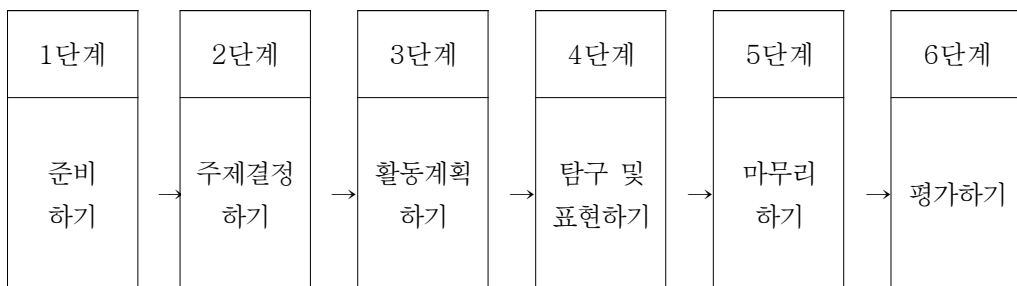 1단계
2단계
3단계
4단계
5단계
6단계
준비
하기
→
주제결정
하기
→
활동계획
하기
→
탐구 및
표현하기
→
마무리
하기
→
평가하기